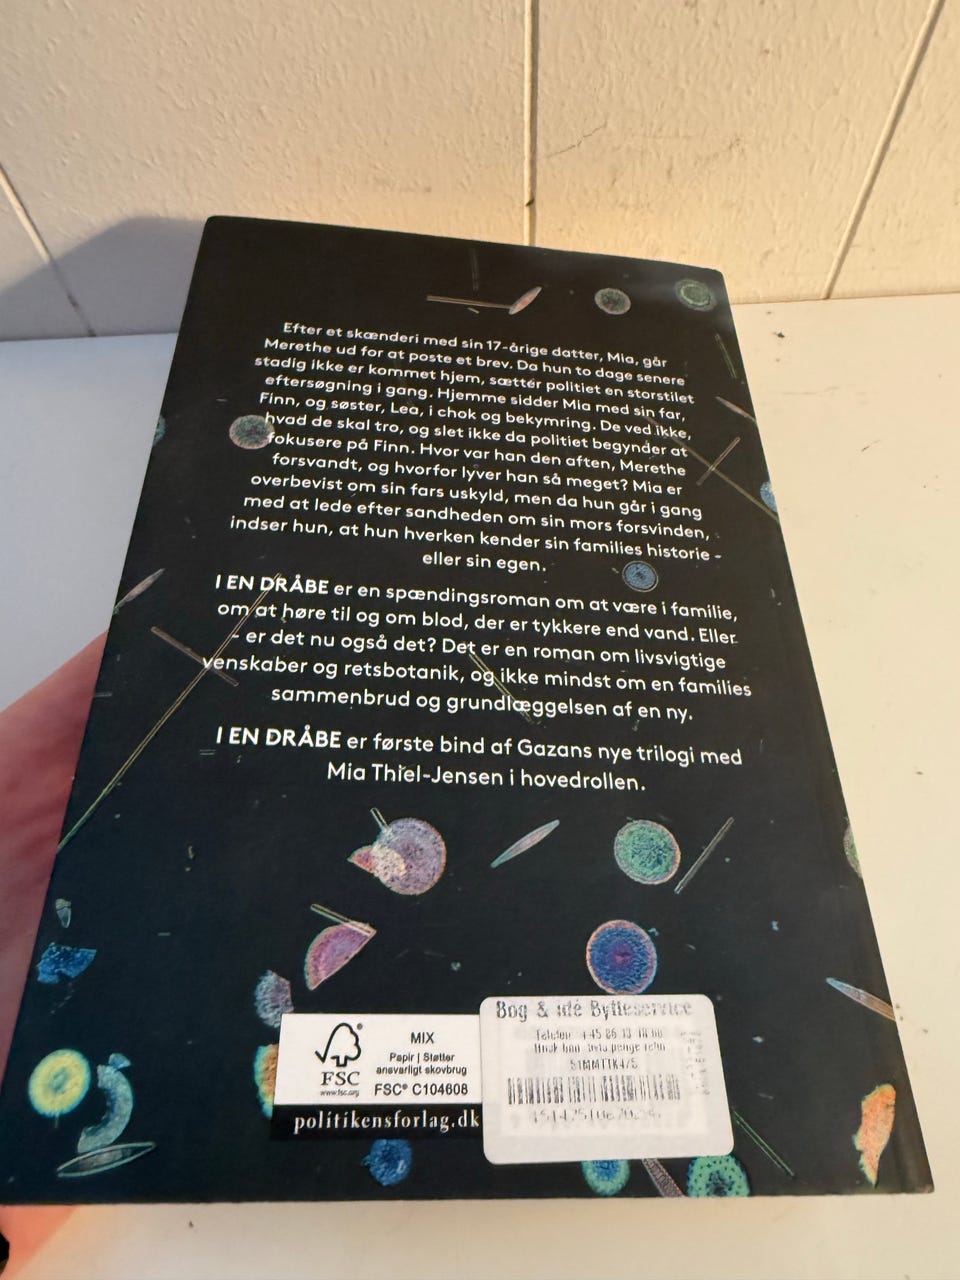 Efter et skænderi med sin 17-årige datter, Mia, går
Merethe ud for at poste et brev. Da hun to dage senere
stadig ikke er kommet hjem, sætter politiet en storstilet
eftersøgning i gang. Hjemme sidder Mia med sin far,
Finn, og søster, Lea, i chok og bekymring. De ved ikke,
hvad de skal tro, og slet ikke da politiet begynder at
fokusere på Finn. Hvor var han den aften, Merethe
forsvandt, og hvorfor lyver han så meget? Mia er
overbevist om sin fars uskyld, men da hun går i gang
med at lede efter sandheden om sin mors forsvinden,
indser hun, at hun hverken kender sin families historie -
eller sin egen.
I EN DRÅBE er en spændingsroman om at være i familie,
om at høre til og om blod, der er tykkere end vand. Eller
- er det nu også det? Det er en roman om livsvigtige
venskaber og retsbotanik, og ikke mindst om en families
sammenbrud og grundlæggelsen af en ny.
I EN DRÅBE er første bind af Gazans nye trilogi med
Mia Thiel-Jensen i hovedrollen.
FSC
www.fsc.org
MIX
Papir | Støtter
ansvarligt skovbrug
FSC® C104608
politikensforlag.dk
Bog & idé Bytteservice